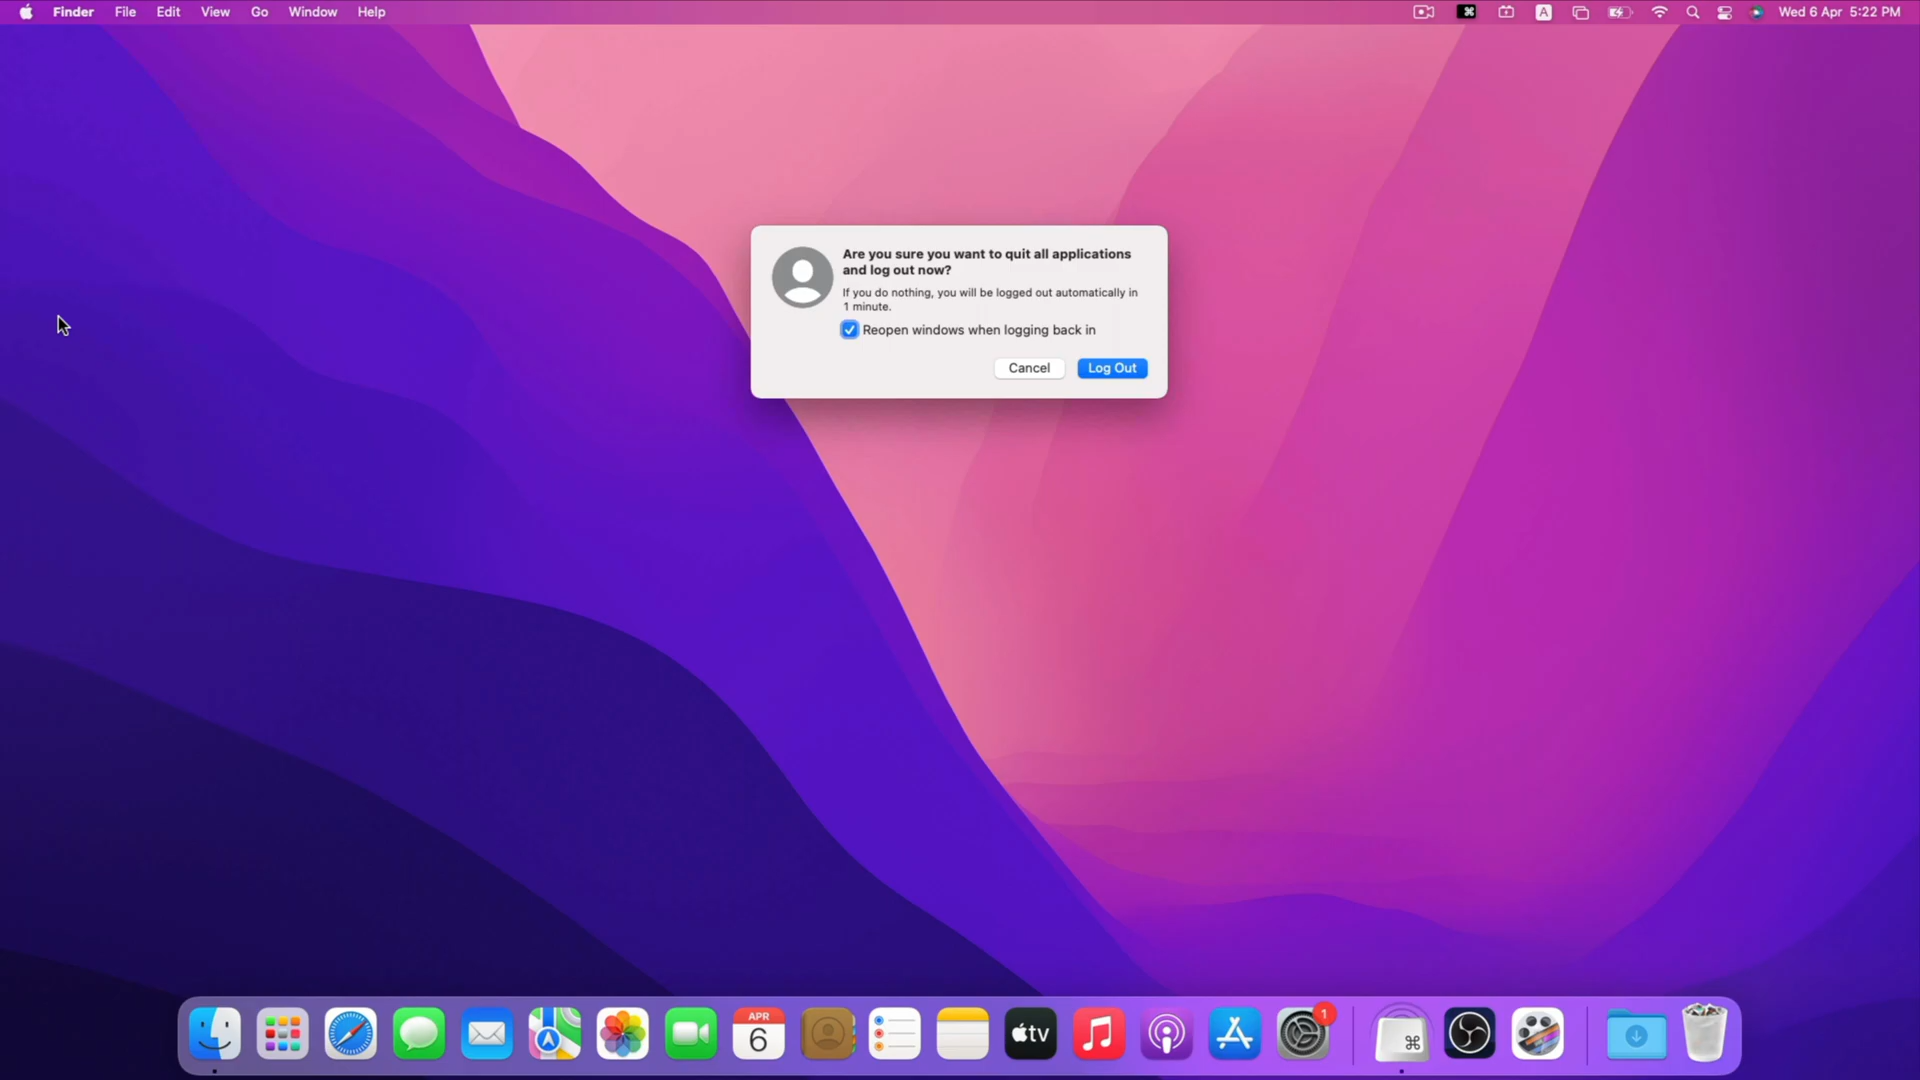 Finder File Edit View Go Window Help
A
Wed 6 Apr 5:22 PM
Are you sure you want to quit all applications
and log out now?
If you do nothing, you will be logged out automatically in
1 minute.
Reopen windows when logging back in
Cancel Log Out
APR
6
tv
1